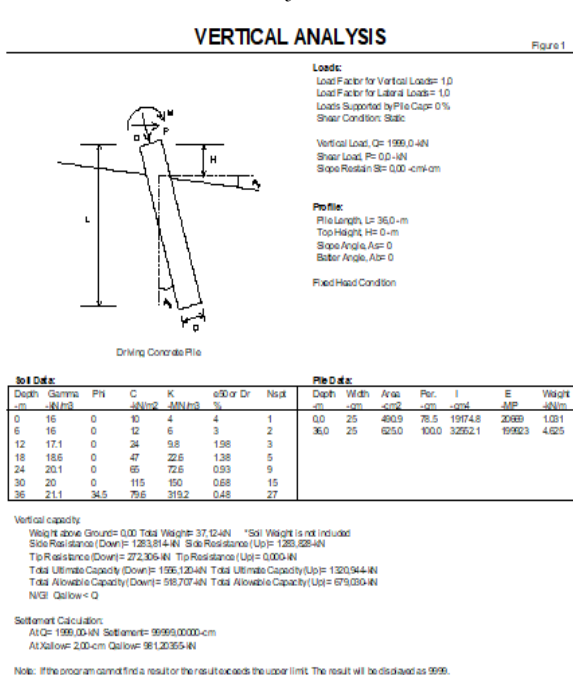 VERTICAL ANALYSIS
Figure 1
Loads:
Load Factor for Vertical Loads= 1,0
Load Factor for Lateral Loads= 1,0
Loads Supported by Pile Cap= 0 %
Shear Condition: Static
Vertical Load, Q= 1999,0 -kN
Shear Load, P= 0,0 -kN
Slope Restain St= 0,00 -cm/-cm
Profile:
Pile Length, L= 36,0 -m
Top Height, H= 0 -m
Slope Angle, As= 0
Batter Angle, Ab= 0
Fixed Head Condition
M
P
Q
H
L
D
Driving Concrete Pile
Soil Data:
Depth Gamma Phi C K e50 or Dr Nspt
-m -kN/m3 -kN/m2 -MN/m3 %
0 16 0 10 4 4 1
6 16 0 12 6 3 2
12 17.1 0 24 9.8 1.98 3
18 18.6 0 47 22.6 1.38 5
24 20.1 0 65 72.6 0.93 9
30 20 0 115 150 0.68 15
36 21.1 34.5 79.6 319.2 0.48 27
Pile Data:
Depth Width Area Per. I E Weight
-m -cm -cm2 -cm -cm4 -MP -kN/m
0,0 25 490.9 78.5 19174.8 20669 1.031
36,0 25 625.0 100.0 32552.1 199923 4.625
Vertical capacity:
Weight above Ground= 0,00 Total Weight= 37,12-kN *Soil Weight is not included
Side Resistance (Down)= 1283,814-kN Side Resistance (Up)= 1283,828-kN
Tip Resistance (Down)= 272,306-kN Tip Resistance (Up)= 0,000-kN
Total Ultimate Capacity (Down)= 1556,120-kN Total Ultimate Capacity (Up)= 1320,944-kN
Total Allowable Capacity (Down)= 518,707-kN Total Allowable Capacity (Up)= 679,030-kN
N/G! Qallow < Q
Settlement Calculation:
At Q= 1999,00-kN Settlement= 99999,00000-cm
At Xallow= 2,00-cm Qallow= 981,20355-kN
Note: If the program cannot find a result or the result exceeds the upper limit. The result will be displayed as 9999.